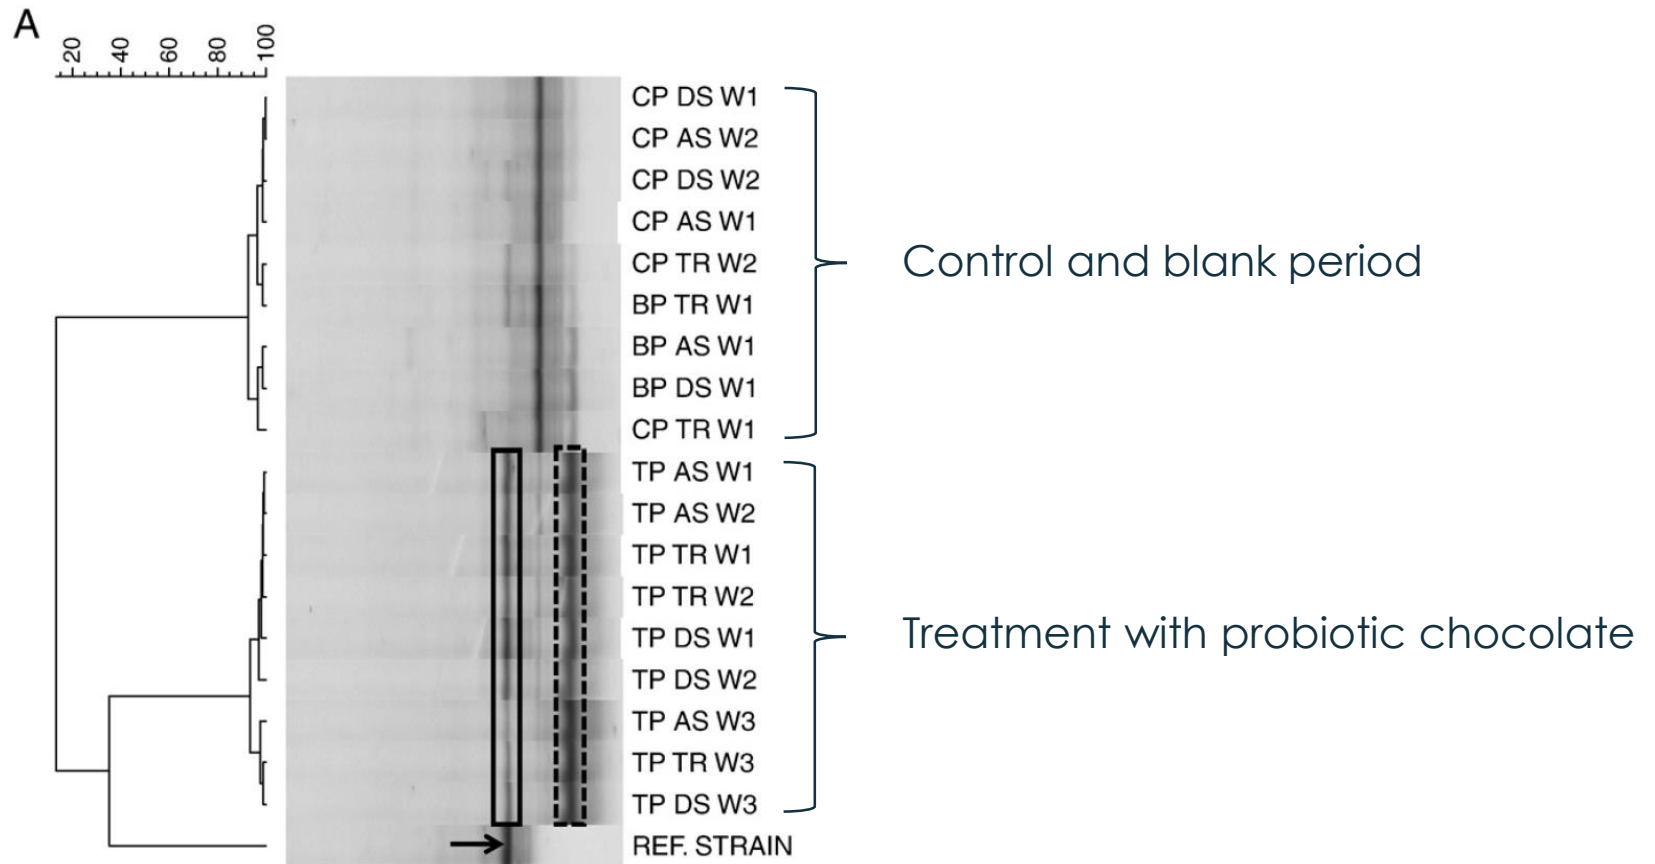 A
20 40 60 80 100
CP DS W1
CP AS W2
CP DS W2
CP AS W1
CP TR W2
BP TR W1
BP AS W1
BP DS W1
CP TR W1
Control and blank period
TP AS W1
TP AS W2
TP TR W1
TP TR W2
TP DS W1
TP DS W2
TP AS W3
TP TR W3
TP DS W3
Treatment with probiotic chocolate
REF. STRAIN